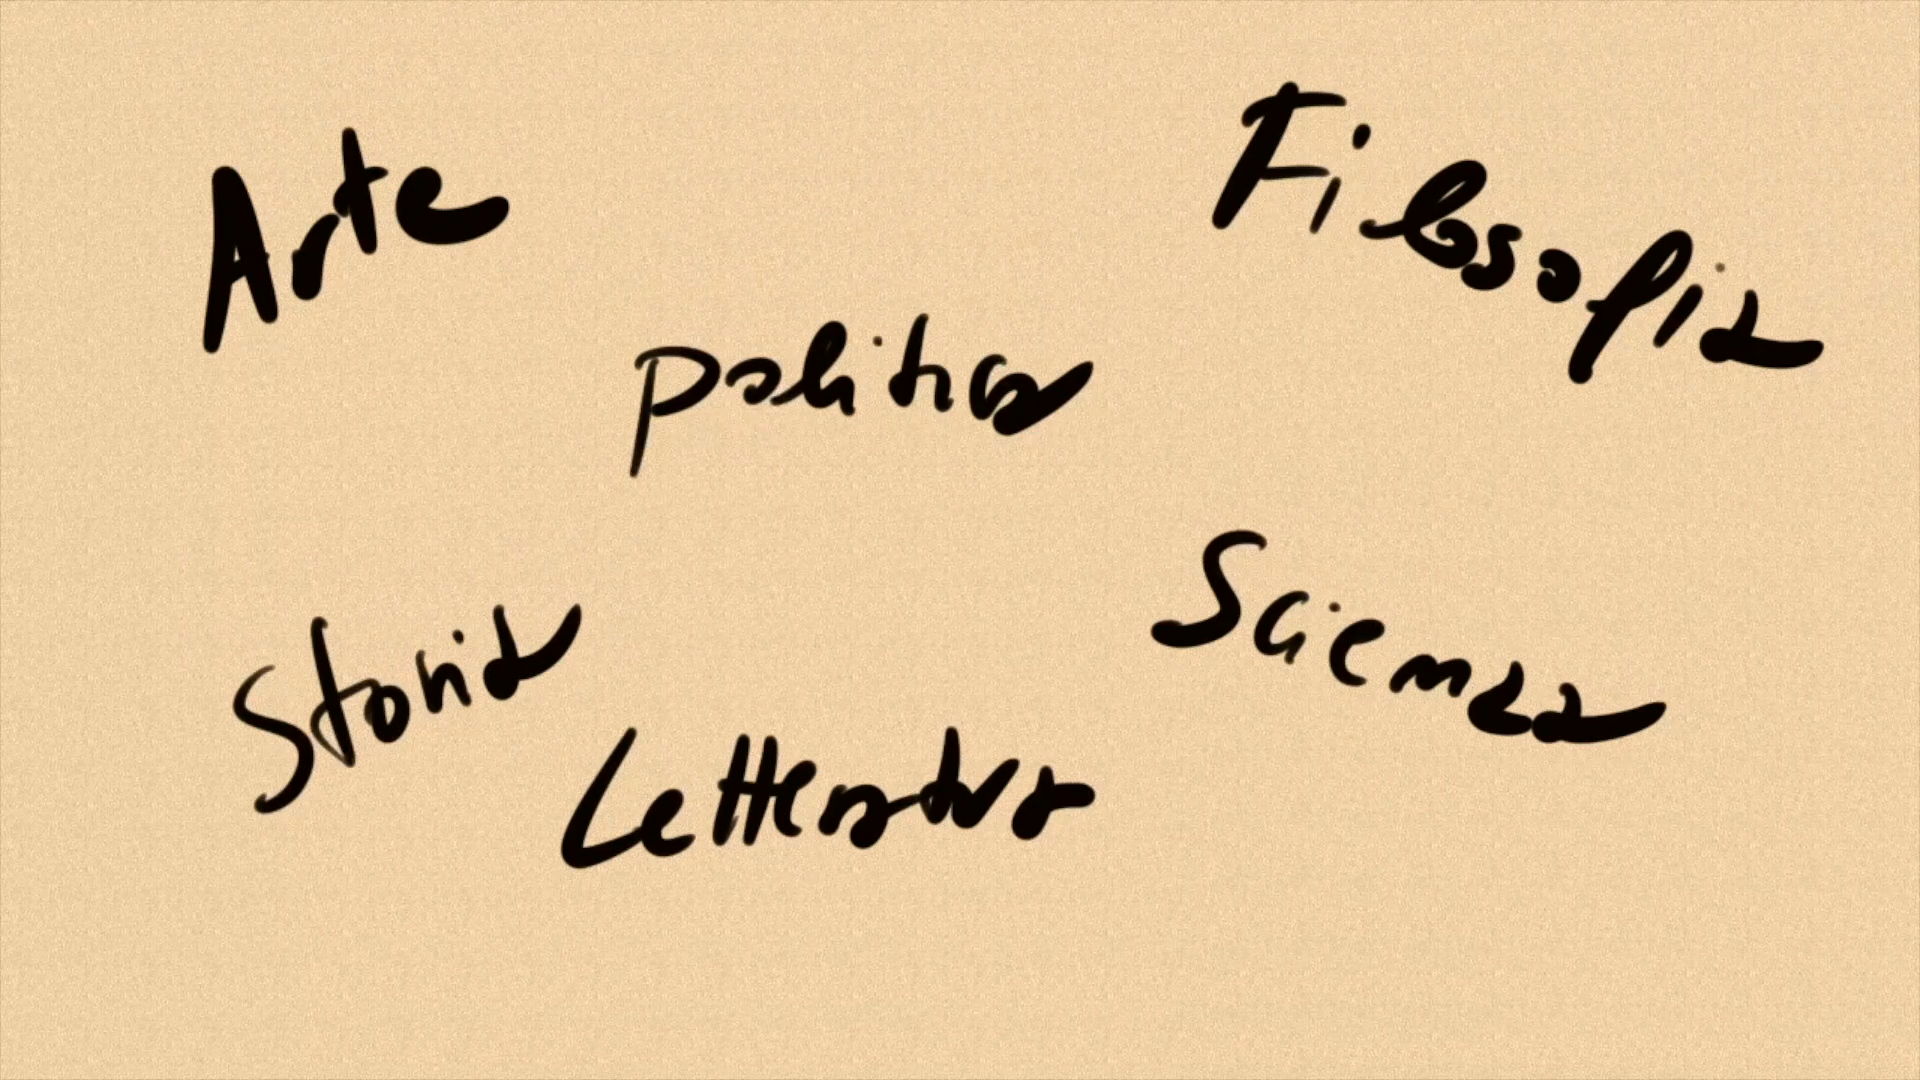 Arte
Filosofia
politica
Storia
Scienza
Letteratura